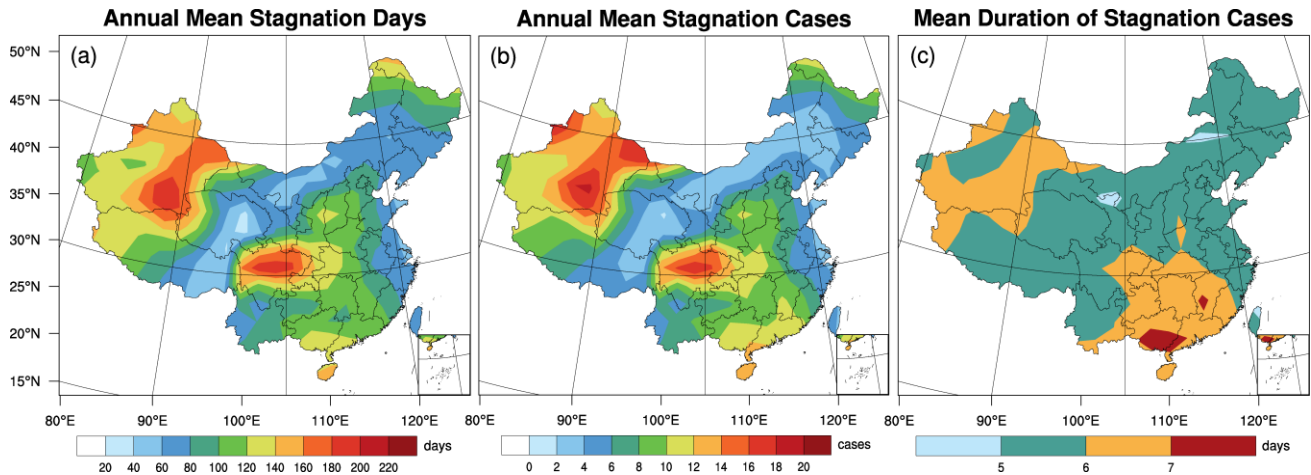 Annual Mean Stagnation Days
Annual Mean Stagnation Cases
Mean Duration of Stagnation Cases
(a)
(b)
(c)
50°N
45°N
40°N
35°N
30°N
25°N
20°N
15°N
80°E 90°E 100°E 110°E 120°E
80°E 90°E 100°E 110°E 120°E
80°E 90°E 100°E 110°E 120°E
days
20 40 60 80 100 120 140 160 180 200 220
cases
0 2 4 6 8 10 12 14 16 18 20
days
5 6 7